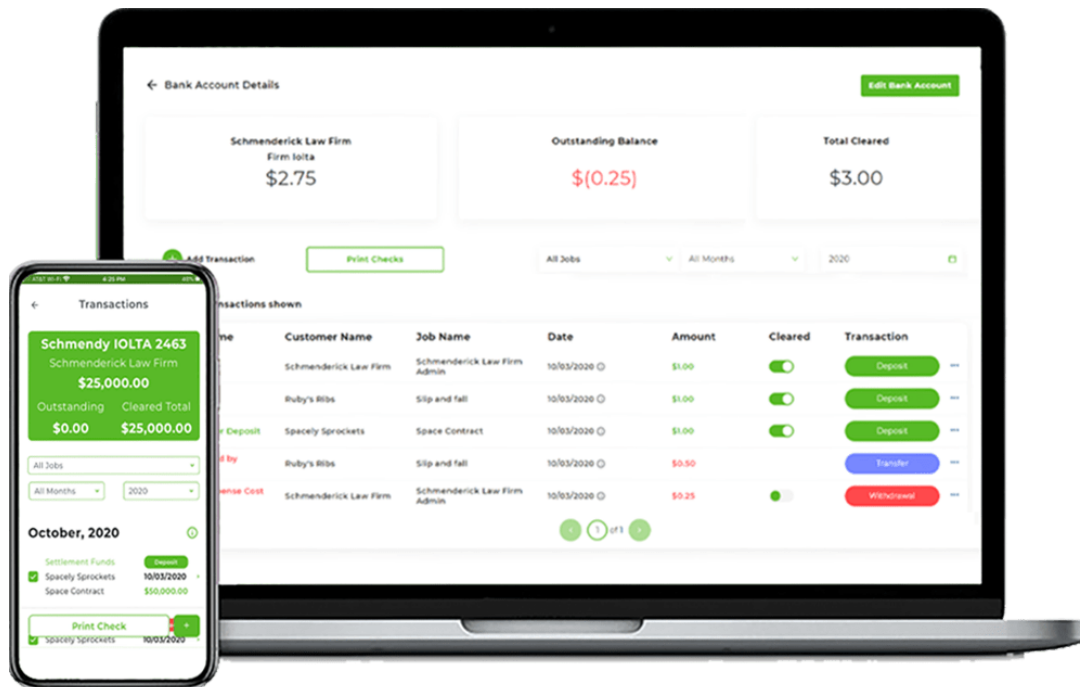 ← Bank Account Details
Edit Bank Account
Schmenderick Law Firm
Firm Iolta
$2.75
Outstanding Balance
$(0.25)
Total Cleared
$3.00
Add Transaction
Print Checks
All Jobs
All Months
2020
shown
Customer Name
Job Name
Date
Amount
Cleared
Transaction
Schmenderick Law Firm
Schmenderick Law Firm
Admin
10/03/2020
$1.00
Deposit
Ruby's Ribs
Slip and fall
10/03/2020
$1.00
Deposit
Deposit
Spacely Sprockets
Space Contract
10/03/2020
$1.00
Deposit
by
Ruby's Ribs
Slip and fall
10/03/2020
$0.50
Transfer
Cost
Schmenderick Law Firm
Schmenderick Law Firm
Admin
10/03/2020
$0.25
Withdrawal
‹ 1 of 1 ›
AT&T Wi-Fi
4:25 PM
← Transactions
Schmendy IOLTA 2463
Schmenderick Law Firm
$25,000.00
Outstanding
Cleared Total
$0.00
$25,000.00
All Jobs
All Months
2020
October, 2020
Settlement Funds
Deposit
Spacely Sprockets
10/03/2020
Space Contract
$50,000.00
Print Check
+
Spacely Sprockets
10/03/2020